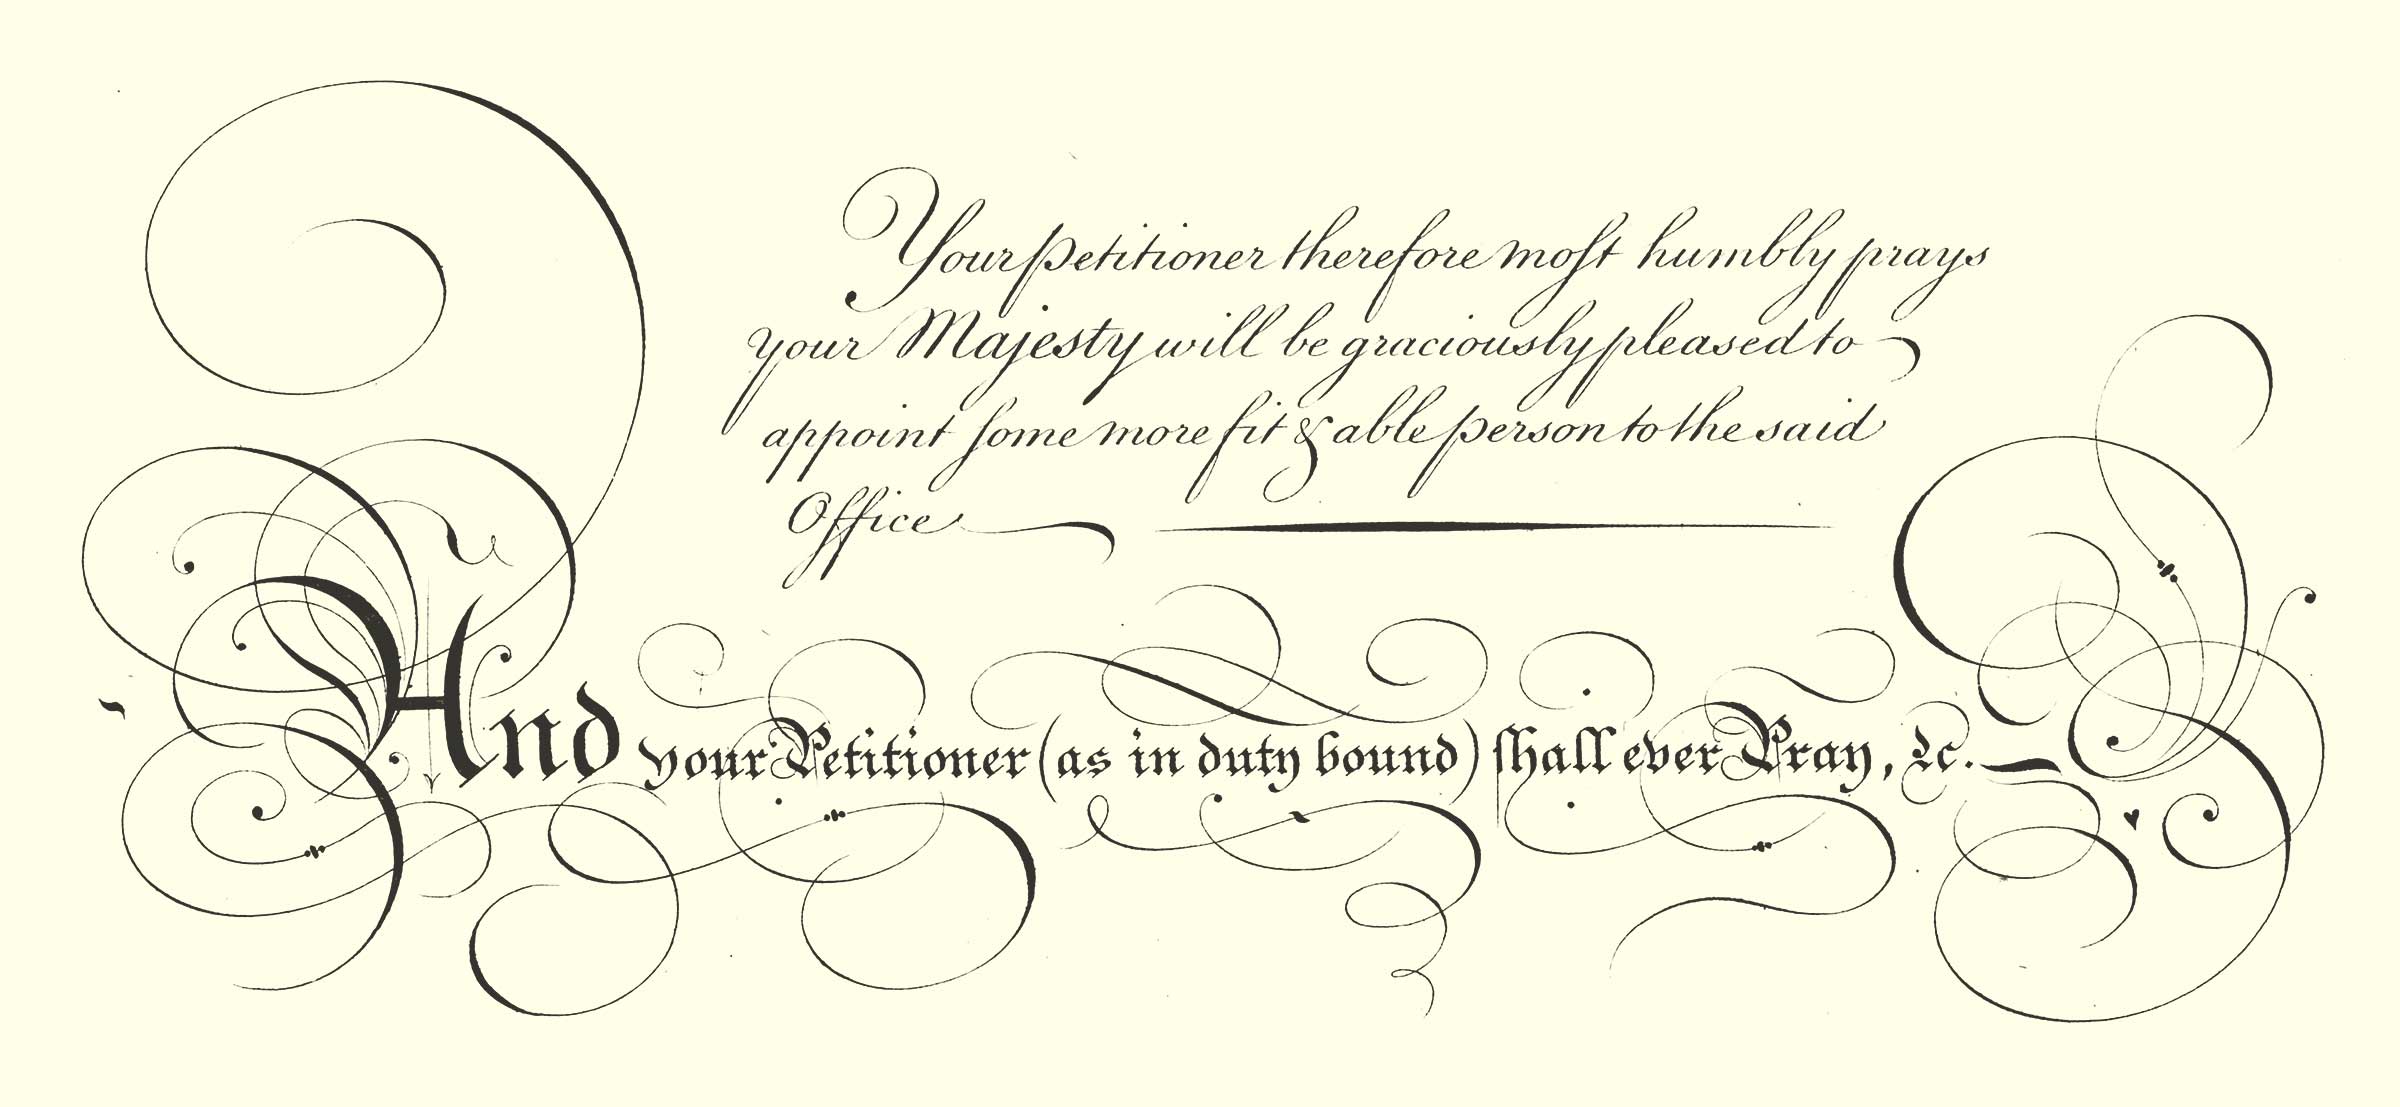 Your petitioner therefore moſt humbly prays
your Majesty will be graciously pleased to
appoint ſome more fit & able person to the said
Office
And your Petitioner (as in duty bound) ſhall ever Pray, &c.